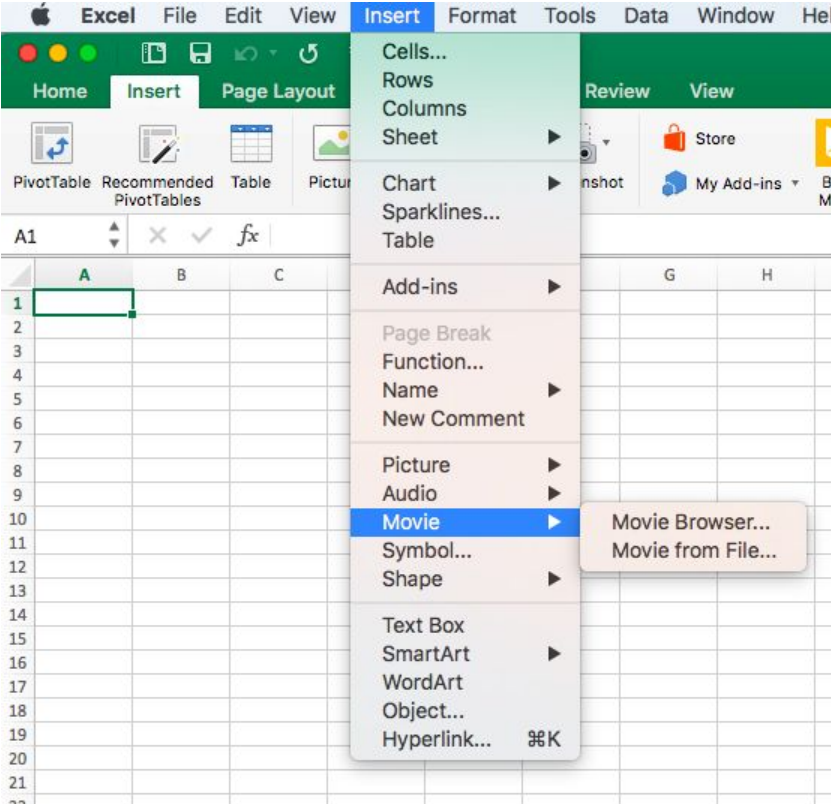 Excel File Edit View Insert Format Tools Data Window
Home Insert Page Layout Review View
PivotTable
Recommended
PivotTables
Table
Store
My Add-ins
A1
fx
A B C G H
1
2
3
4
5
6
7
8
9
10
11
12
13
14
15
16
17
18
19
20
21
Cells...
Rows
Columns
Sheet
Chart
Sparklines...
Table
Add-ins
Page Break
Function...
Name
New Comment
Picture
Audio
Movie
Symbol...
Shape
Text Box
SmartArt
WordArt
Object...
Hyperlink... ⌘K
Movie Browser...
Movie from File...